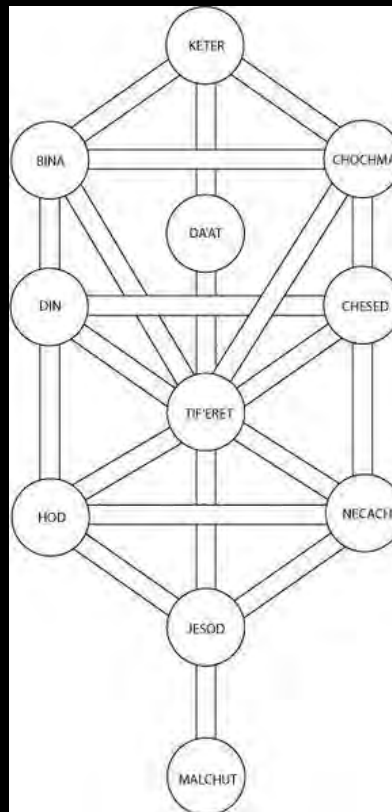 KETER
BINA
CHOCHMA
DA'AT
DIN
CHESED
TIF'ERET
HOD
NECACH
JESOD
MALCHUT